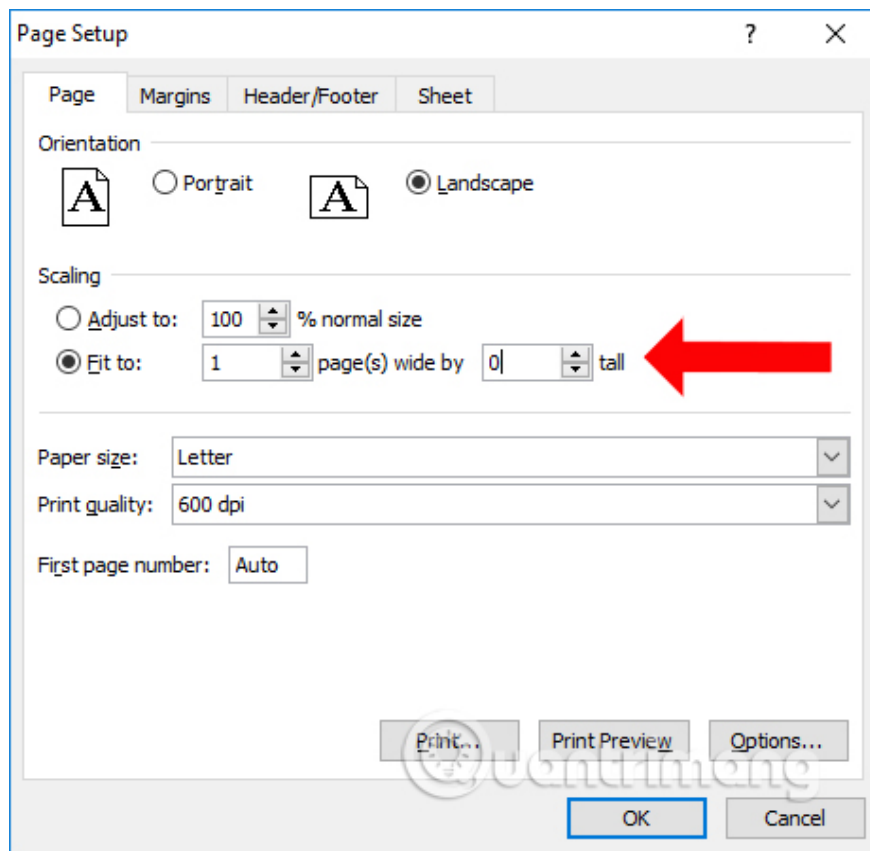 Page Setup ?
Page Margins Header/Footer Sheet
Orientation
A Portrait A Landscape
Scaling
Adjust to: 100 % normal size
Fit to: 1 page(s) wide by 0 tall
Paper size: Letter
Print quality: 600 dpi
First page number: Auto
Print... Print Preview Options...
Quantrimang
OK Cancel